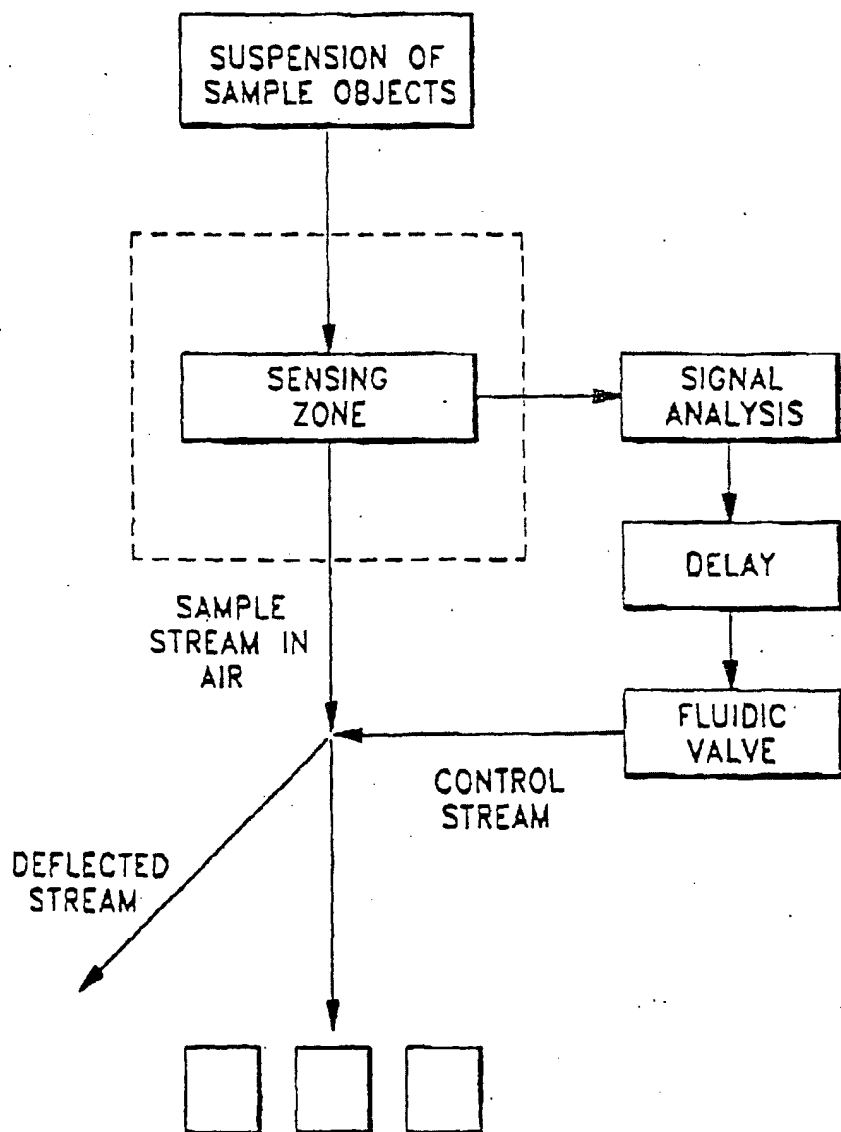 SUSPENSION OF
SAMPLE OBJECTS
SENSING
ZONE
SIGNAL
ANALYSIS
DELAY
SAMPLE
STREAM IN
AIR
FLUIDIC
VALVE
CONTROL
STREAM
DEFLECTED
STREAM